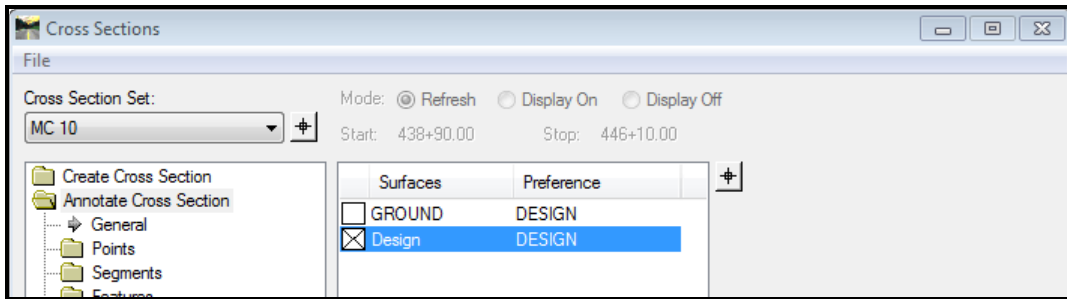 Cross Sections
File
Cross Section Set:
MC 10
Mode: Refresh Display On Display Off
Start: 438+90.00 Stop: 446+10.00
Create Cross Section
Annotate Cross Section
General
Points
Segments
Features
Surfaces Preference
GROUND DESIGN
Design DESIGN